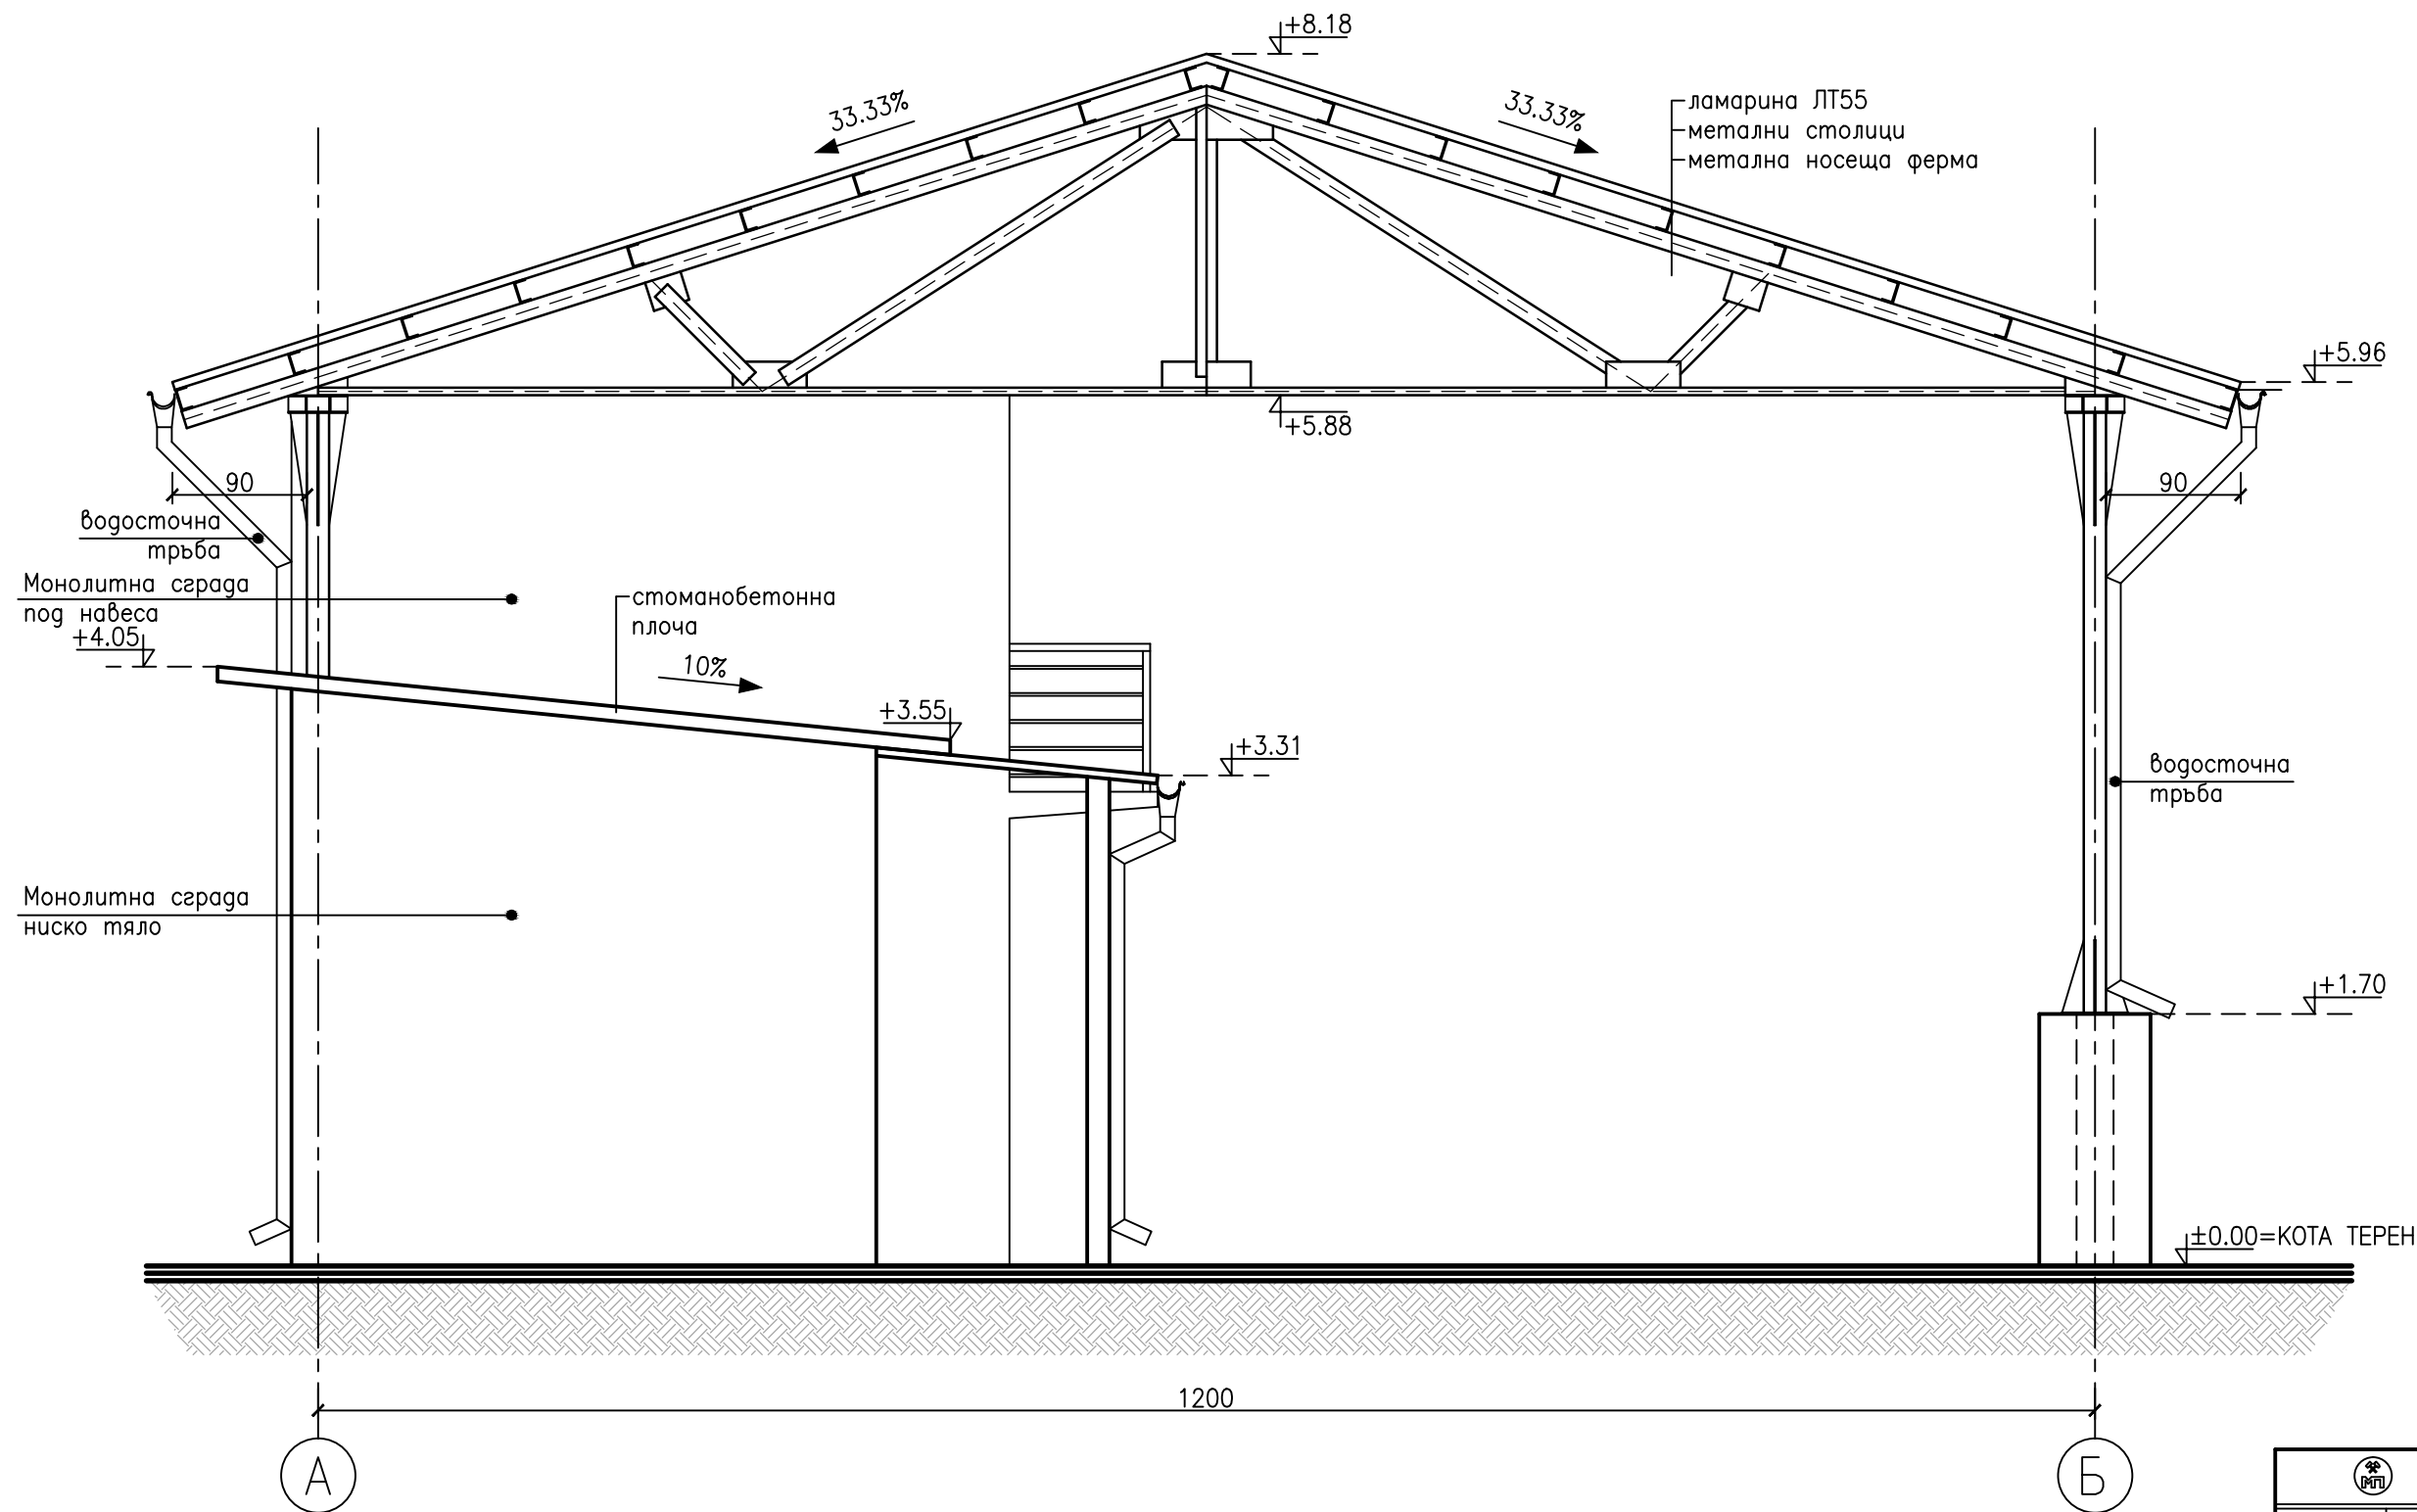 +8.18
33.33%
33.33%
ламарина ЛТ55
метални столици
метална носеща ферма
+5.96
+5.88
90
90
водосточна
тръба
Монолитна сграда
под навеса
стоманобетонна
плоча
+4.05
10%
+3.55
+3.31
водосточна
тръба
Монолитна сграда
ниско тяло
+1.70
±0.00=КОТА ТЕРЕН
1200
А
Б
МП